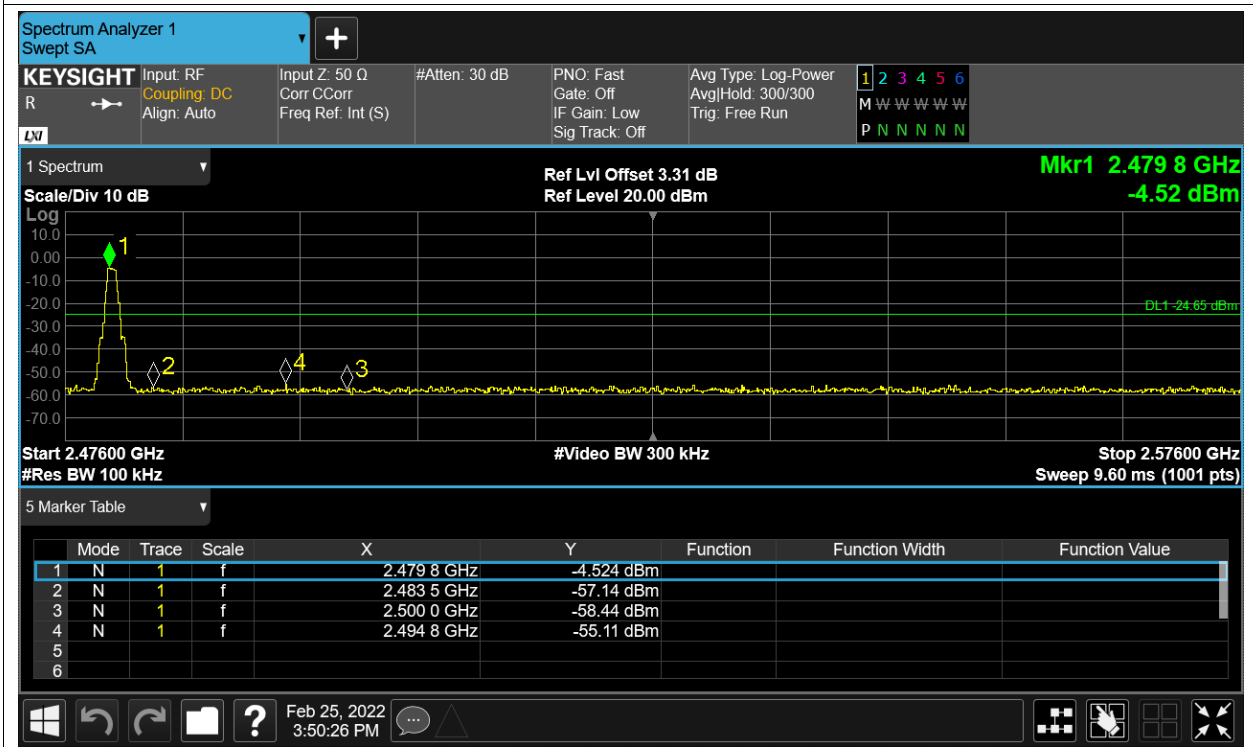 Spectrum Analyzer 1
Swept SA
KEYSIGHT
R
LXI
Input: RF
Coupling: DC
Align: Auto
Input Z: 50 Ω
Corr CCorr
Freq Ref: Int (S)
#Atten: 30 dB
PNO: Fast
Gate: Off
IF Gain: Low
Sig Track: Off
Avg Type: Log-Power
Avg|Hold: 300/300
Trig: Free Run
1 2 3 4 5 6
M W W W W W
P N N N N N
1 Spectrum
Scale/Div 10 dB
Ref Lvl Offset 3.31 dB
Ref Level 20.00 dBm
Mkr1 2.479 8 GHz
-4.52 dBm
Log
10.0
0.00
-10.0
-20.0
-30.0
-40.0
-50.0
-60.0
-70.0
1
2
4
3
DL1 -24.65 dBm
Start 2.47600 GHz
#Video BW 300 kHz
Stop 2.57600 GHz
#Res BW 100 kHz
Sweep 9.60 ms (1001 pts)
5 Marker Table
Mode Trace Scale X Y Function Function Width Function Value
1 N 1 f 2.479 8 GHz -4.524 dBm
2 N 1 f 2.483 5 GHz -57.14 dBm
3 N 1 f 2.500 0 GHz -58.44 dBm
4 N 1 f 2.494 8 GHz -55.11 dBm
5
6
?
Feb 25, 2022
3:50:26 PM